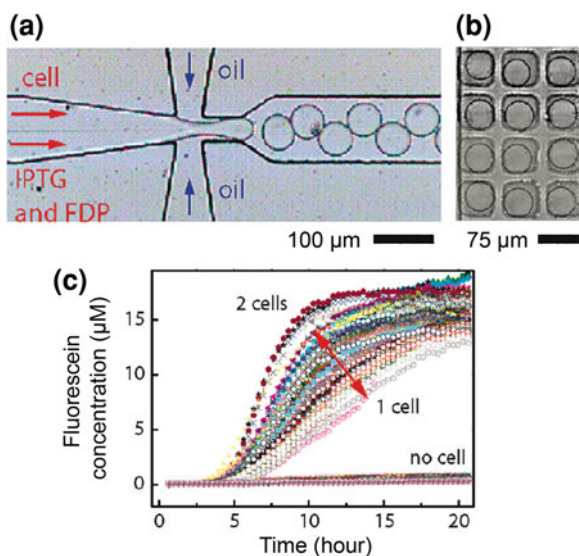 (a)
cell
oil
IPTG
and FDP
oil
100 µm
(b)
75 µm
(c)
Fluorescein
concentration (µM)
15
10
5
0
2 cells
1 cell
no cell
0 5 10 15 20
Time (hour)